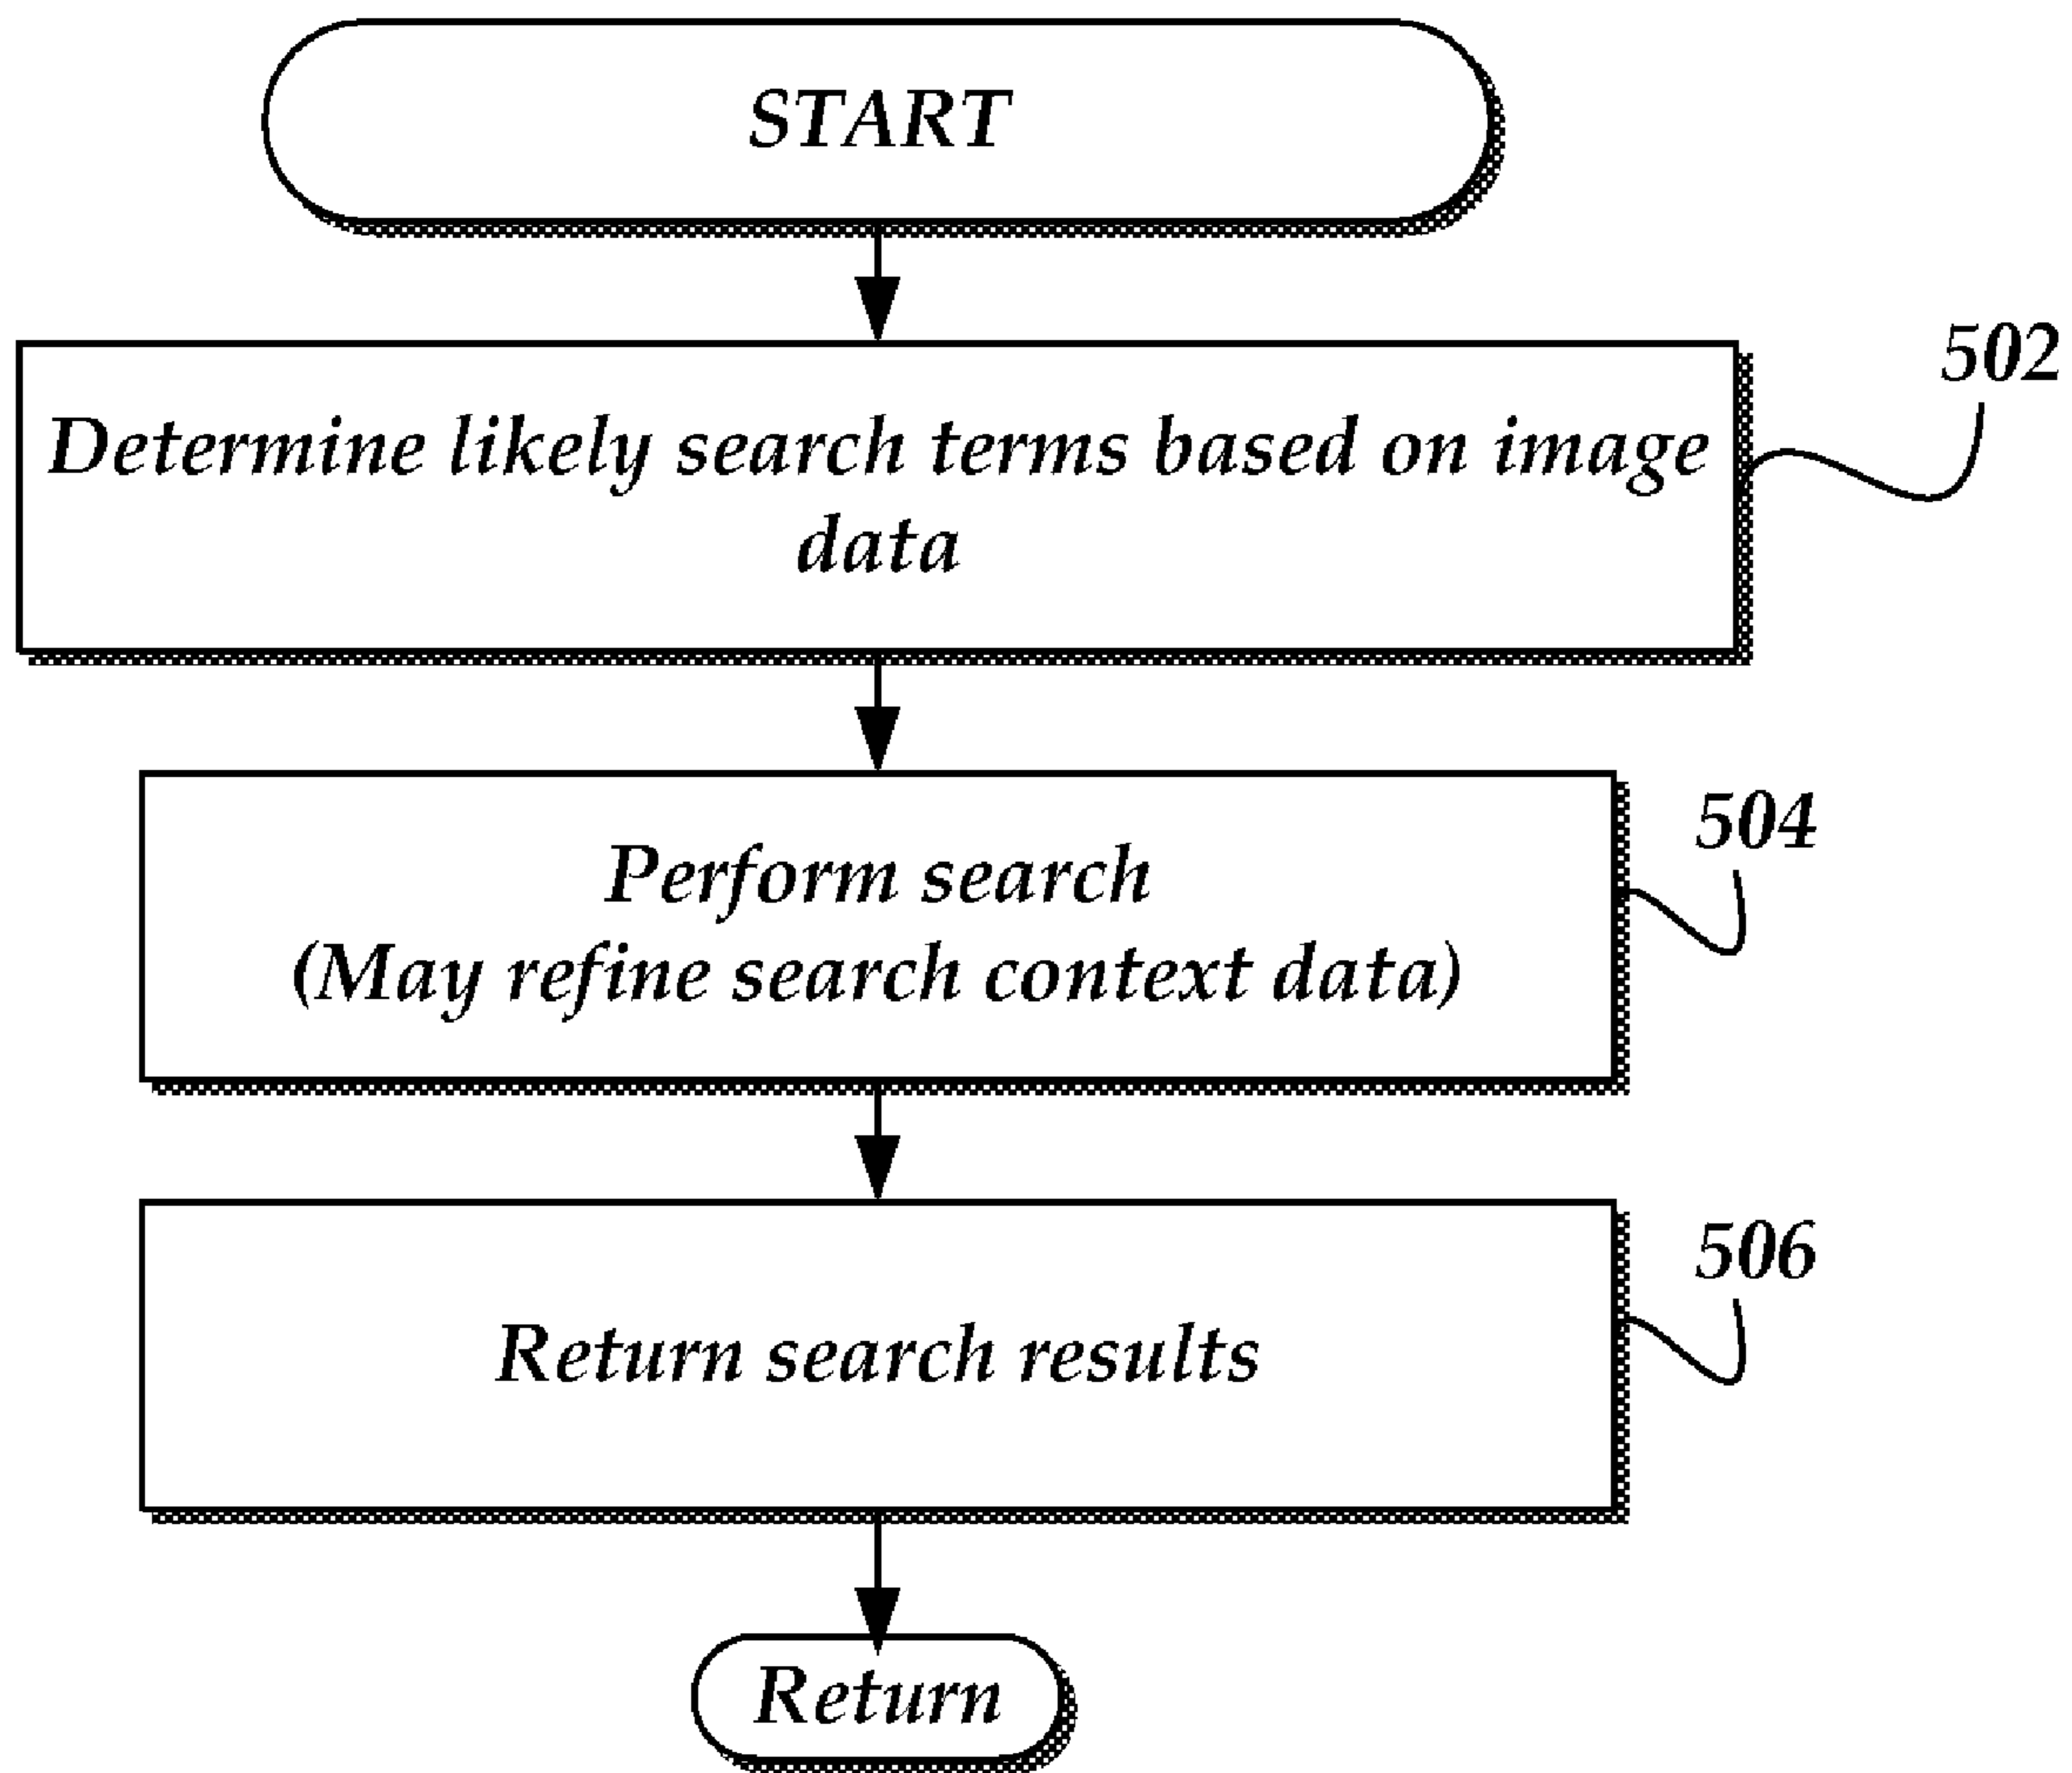 START
502
Determine likely search terms based on image
data
504
Perform search
(May refine search context data)
506
Return search results
Return